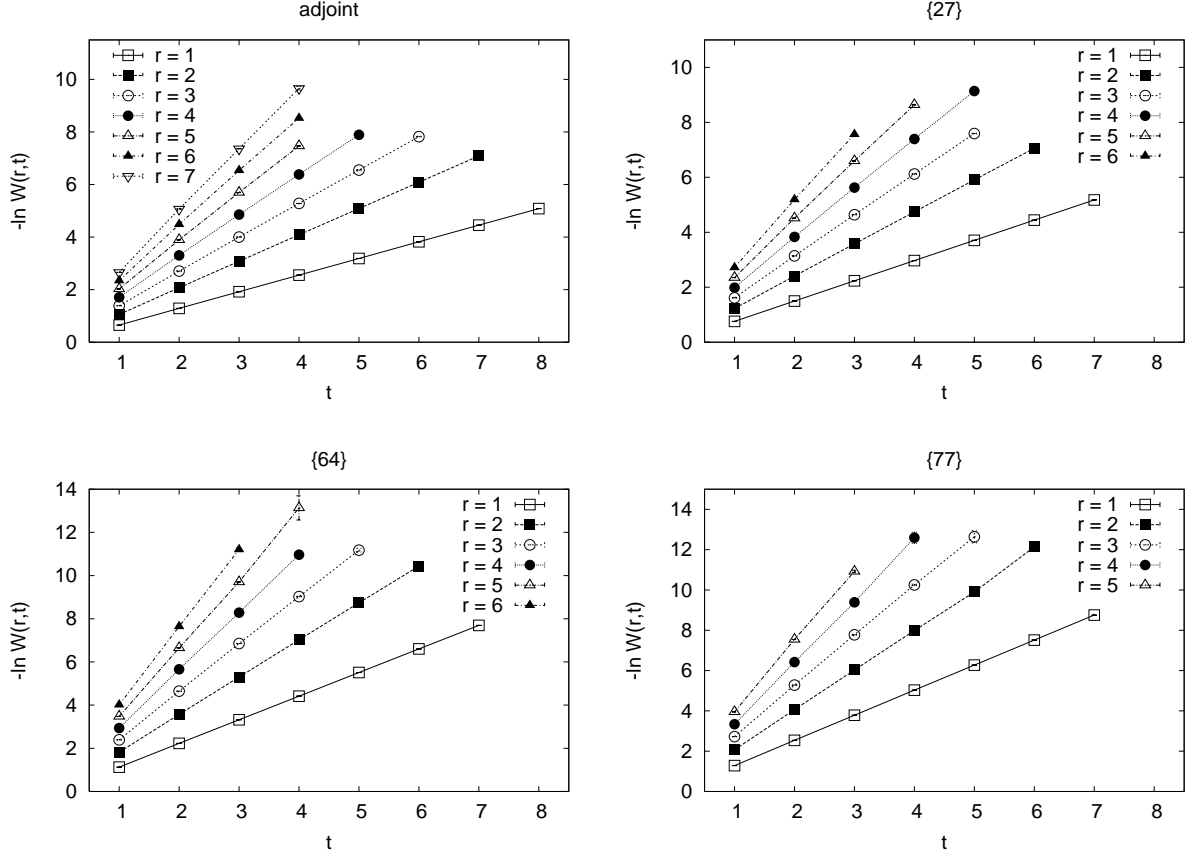 adjoint
-ln W(r,t)
10
8
6
4
2
0
r = 1
r = 2
r = 3
r = 4
r = 5
r = 6
r = 7
1 2 3 4 5 6 7 8
t
{27}
-ln W(r,t)
10
8
6
4
2
0
r = 1
r = 2
r = 3
r = 4
r = 5
r = 6
1 2 3 4 5 6 7 8
t
{64}
-ln W(r,t)
14
12
10
8
6
4
2
0
r = 1
r = 2
r = 3
r = 4
r = 5
r = 6
1 2 3 4 5 6 7 8
t
{77}
-ln W(r,t)
14
12
10
8
6
4
2
0
r = 1
r = 2
r = 3
r = 4
r = 5
1 2 3 4 5 6 7 8
t